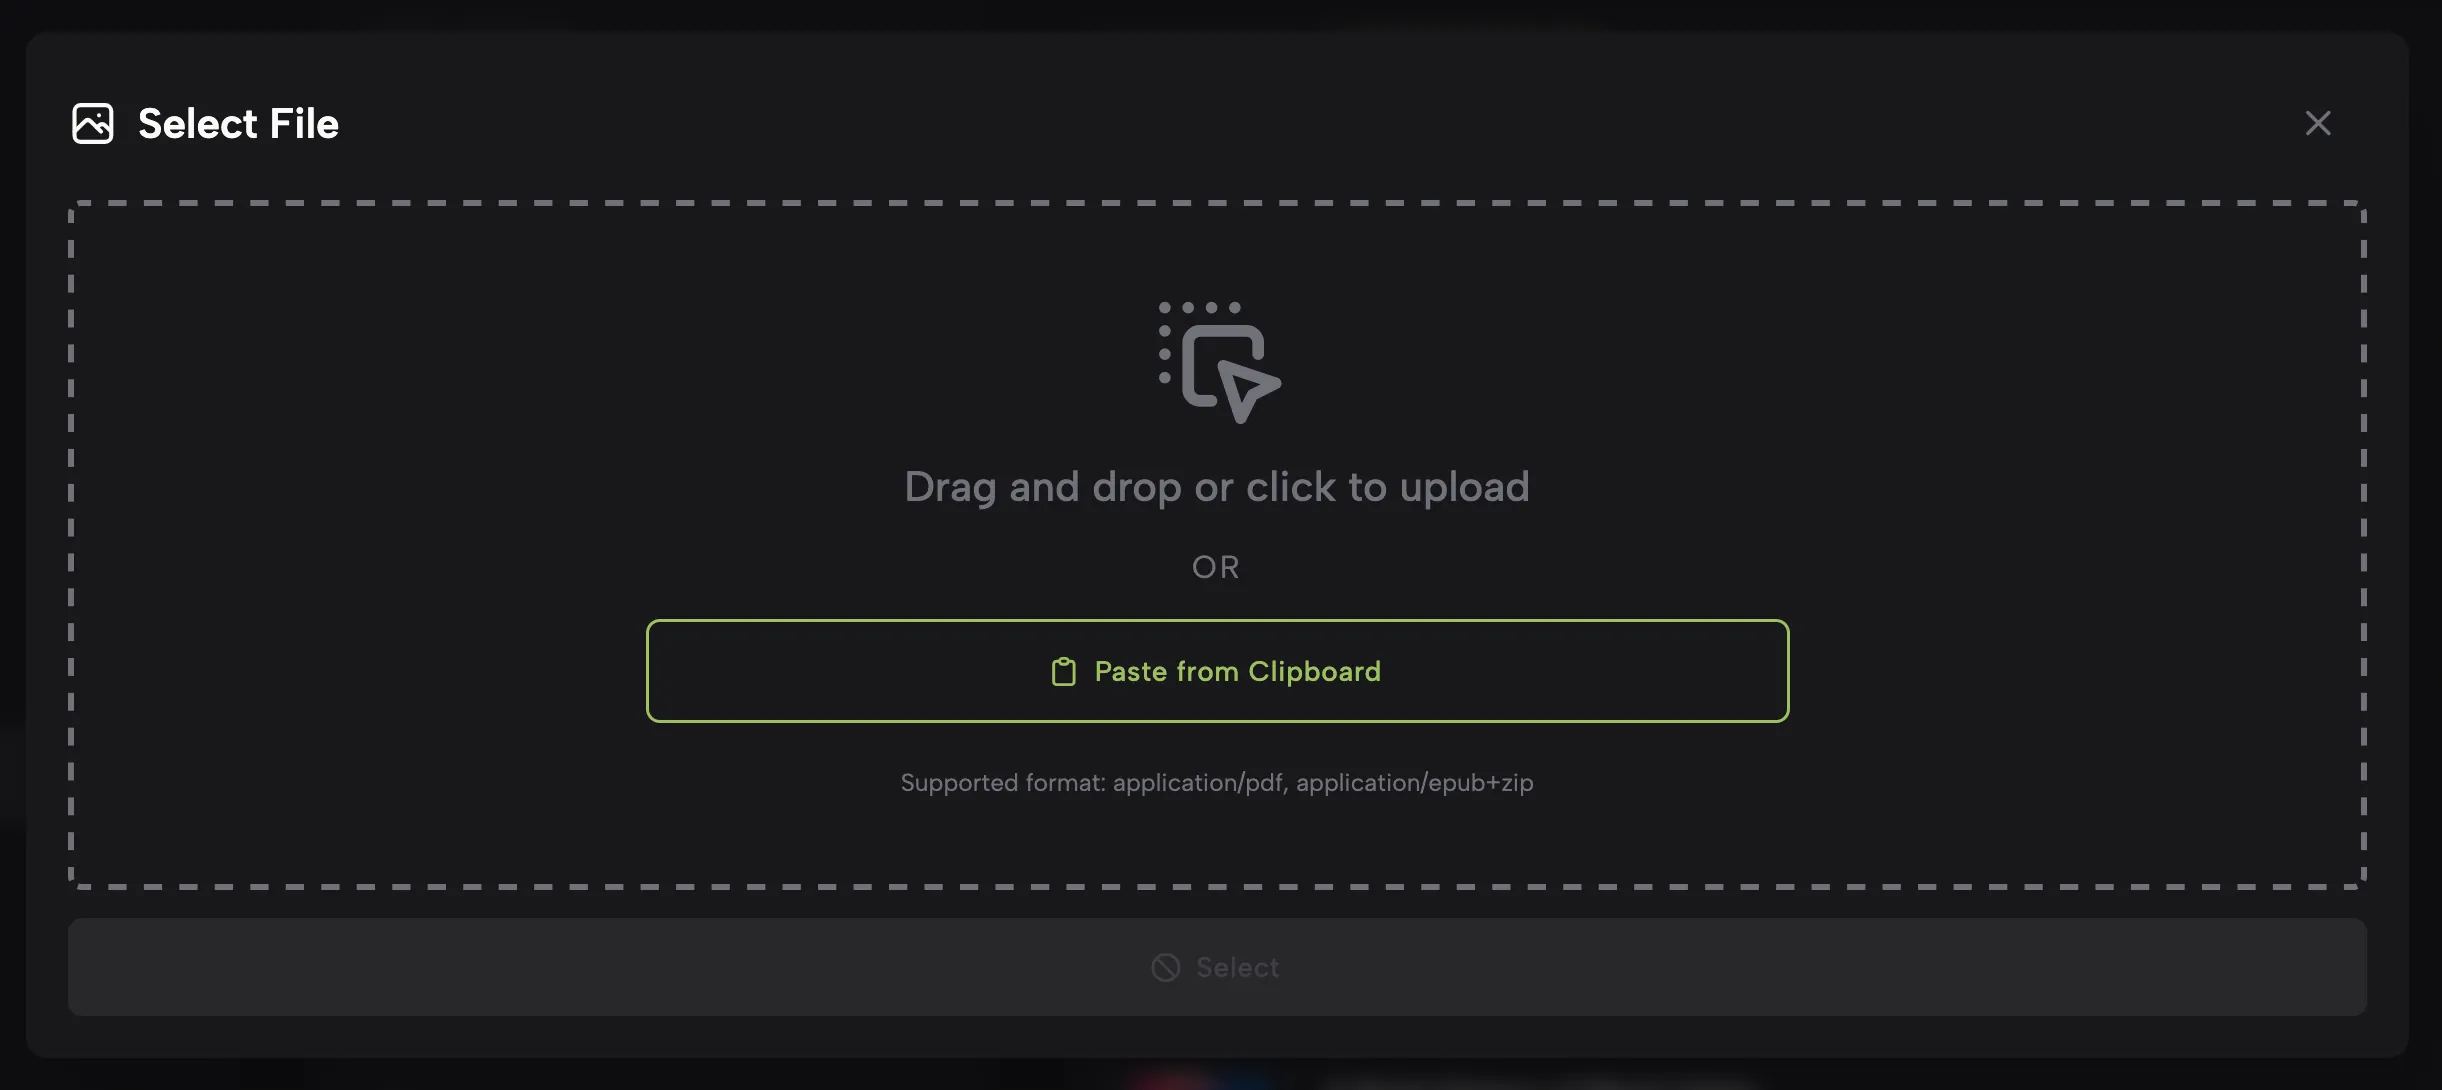 Select File
Drag and drop or click to upload
OR
Paste from Clipboard
Supported format: application/pdf, application/epub+zip
Select